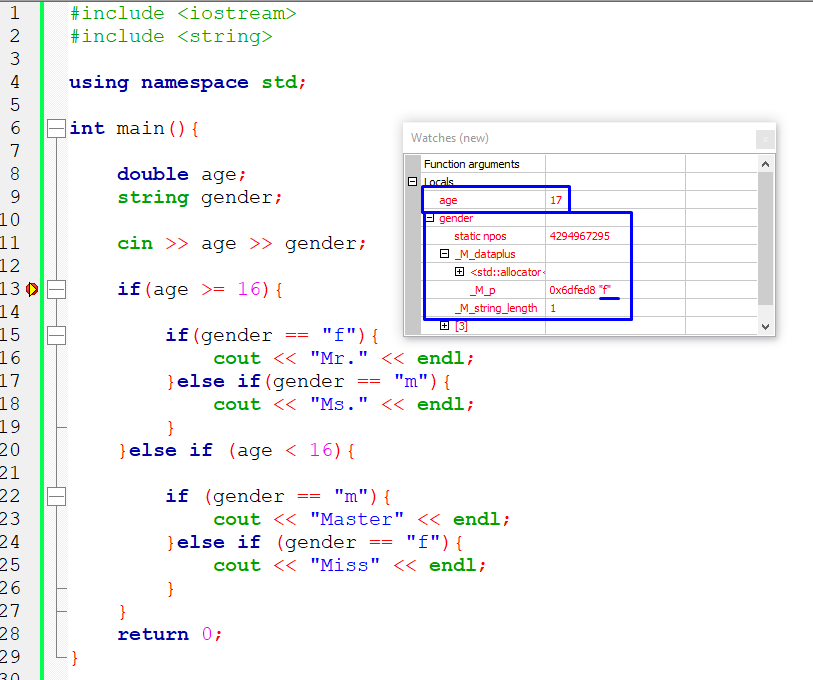 1 #include <iostream>
2 #include <string>
3
4 using namespace std;
5
6 int main(){
7
8 double age;
9 string gender;
10
11 cin >> age >> gender;
12
13 if(age >= 16){
14
15 if(gender == "f"){
16 cout << "Mr." << endl;
17 }else if(gender == "m"){
18 cout << "Ms." << endl;
19 }
20 }else if (age < 16){
21
22 if (gender == "m"){
23 cout << "Master" << endl;
24 }else if (gender == "f"){
25 cout << "Miss" << endl;
26 }
27 }
28 return 0;
29 }
30
Watches (new)
Function arguments
Locals
age 17
gender
static npos 4294967295
_M_dataplus
<std::allocator<
_M_p 0x6dfed8 "f"
_M_string_length 1
[3]